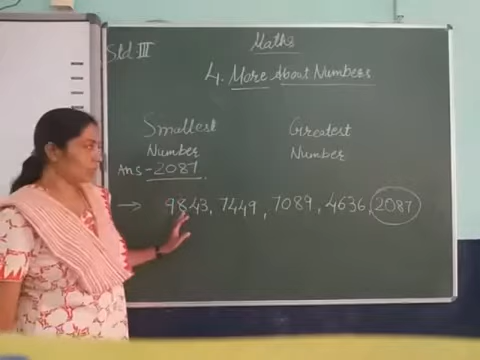 Std III
Maths
4. More About Numbers
Smallest Number
Greatest Number
Ans - 2087.
→ 9843, 7449, 7089, 4636, 2087